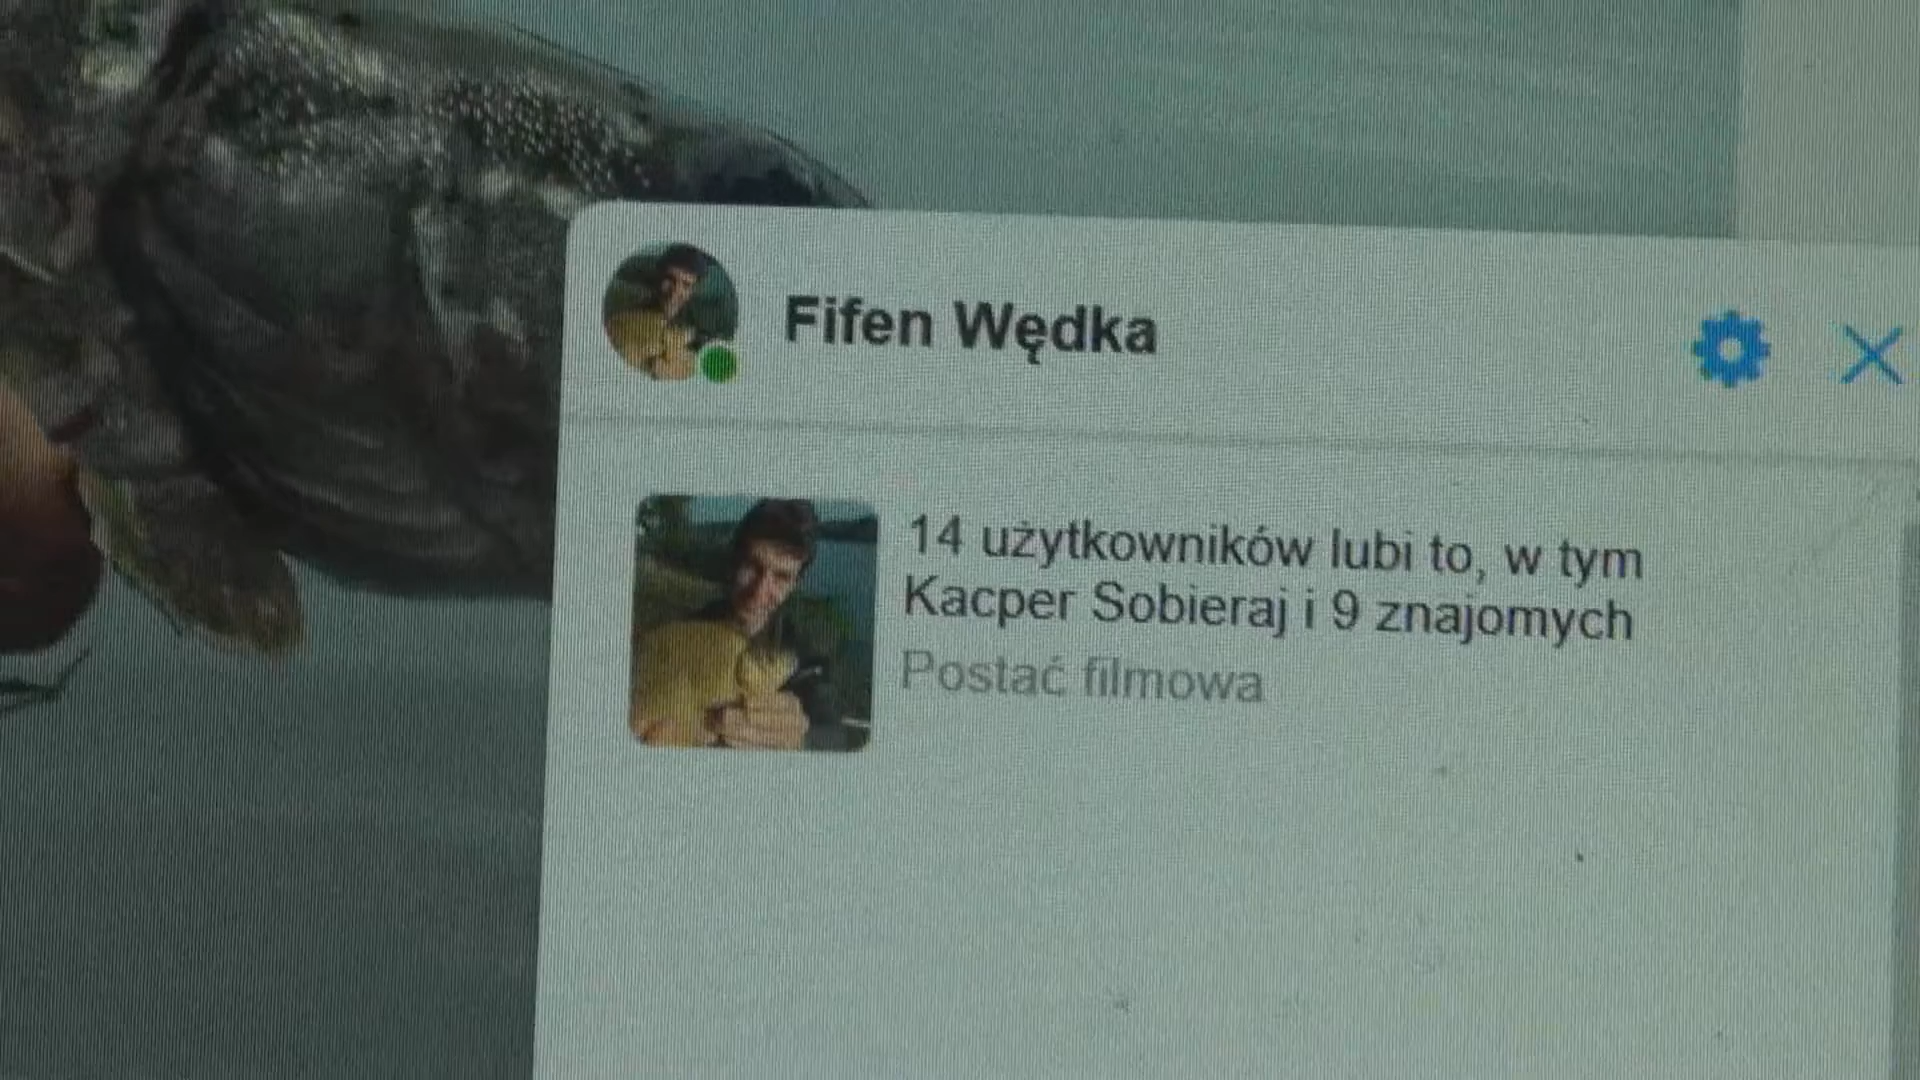 Fifen Wędka
14 użytkowników lubi to, w tym
Kacper Sobieraj i 9 znajomych
Postać filmowa